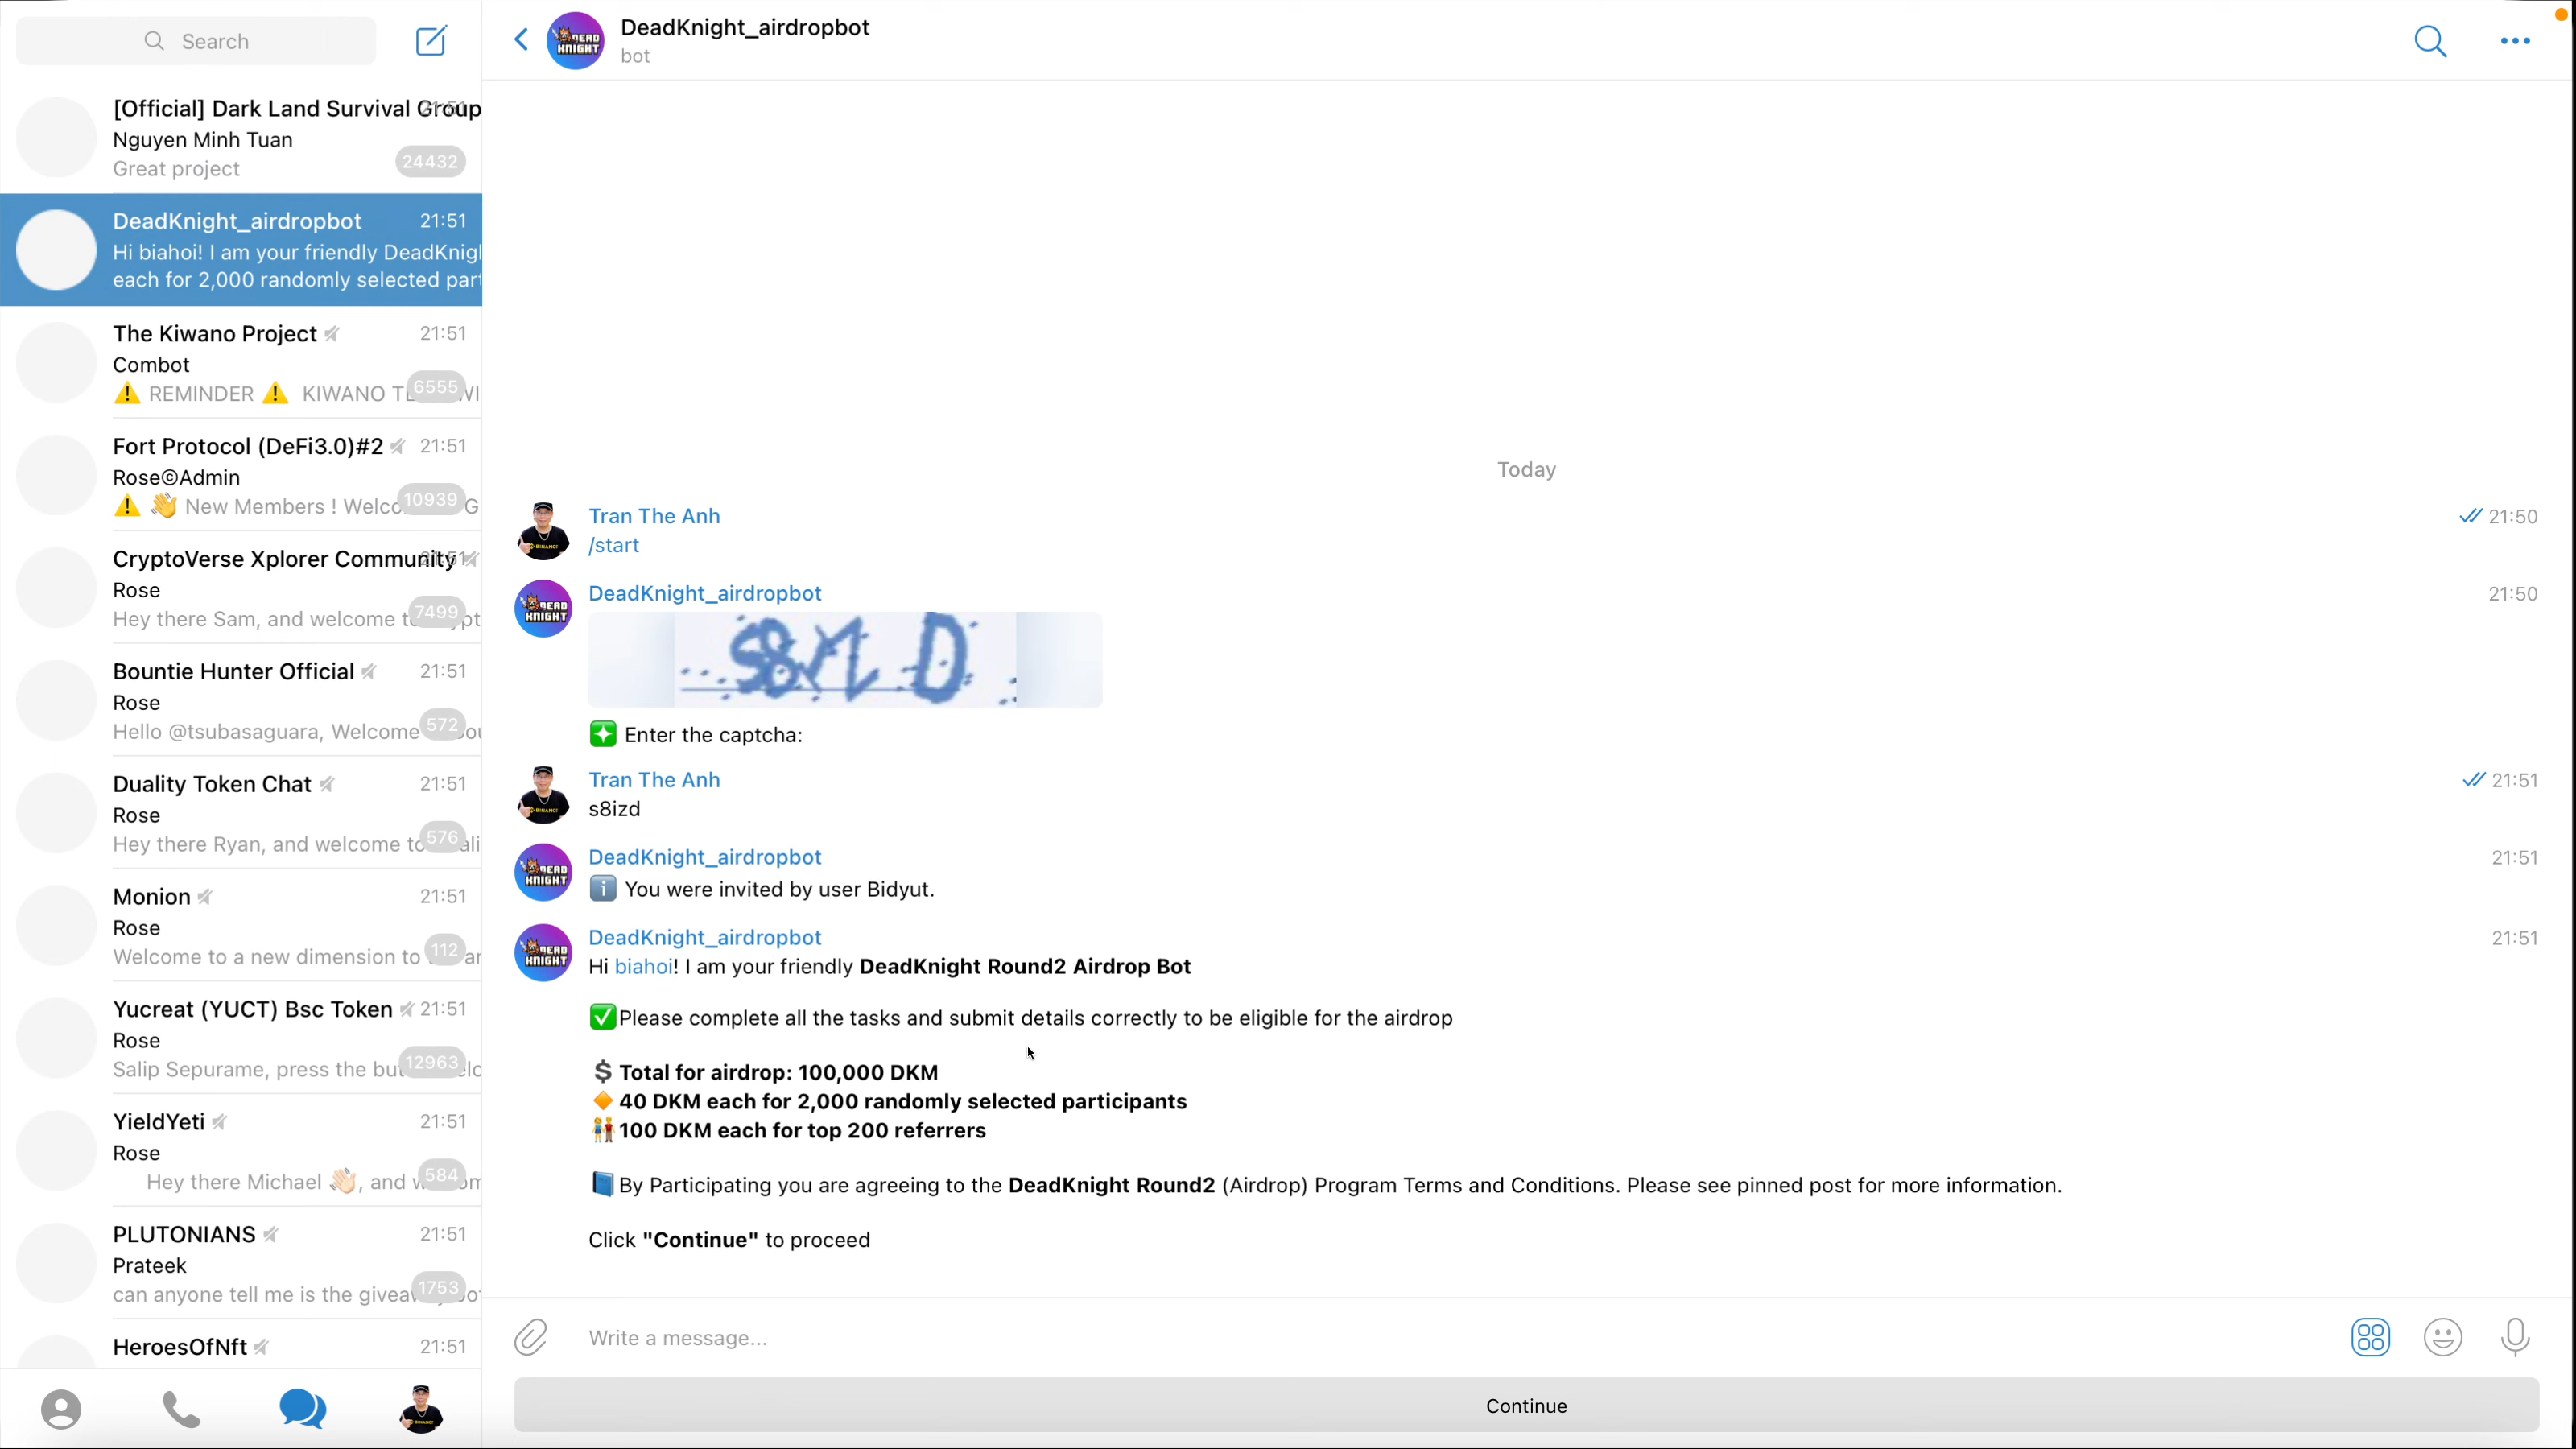 Search
[Official] Dark Land Survival Group
Nguyen Minh Tuan
Great project
24432
DeadKnight_airdropbot 21:51
Hi biahoi! I am your friendly DeadKnig
each for 2,000 randomly selected par
The Kiwano Project 21:51
Combot
⚠️ REMINDER ⚠️ KIWANO
6555
Fort Protocol (DeFi3.0)#2 21:51
Rose©Admin
⚠️ 👋 New Members ! Welco
10939
CryptoVerse Xplorer Community
Rose
Hey there Sam, and welcome
7499
Bountie Hunter Official 21:51
Rose
Hello @tsubasaguara, Welcome
572
Duality Token Chat 21:51
Rose
Hey there Ryan, and welcome to
576
Monion 21:51
Rose
Welcome to a new dimension to
112
Yucreat (YUCT) Bsc Token 21:51
Rose
Salip Sepurame, press the bu
12963
YieldYeti 21:51
Rose
Hey there Michael 👋🏻, and
584
PLUTONIANS 21:51
Prateek
can anyone tell me is the givea
1753
HeroesOfNft 21:51
DeadKnight_airdropbot
bot
Today
Tran The Anh 21:50
/start
DeadKnight_airdropbot 21:50
Enter the captcha:
Tran The Anh 21:51
s8izd
DeadKnight_airdropbot 21:51
ℹ️ You were invited by user Bidyut.
DeadKnight_airdropbot 21:51
Hi biahoi! I am your friendly DeadKnight Round2 Airdrop Bot
✅Please complete all the tasks and submit details correctly to be eligible for the airdrop
💲Total for airdrop: 100,000 DKM
🔶40 DKM each for 2,000 randomly selected participants
👫100 DKM each for top 200 referrers
📘By Participating you are agreeing to the DeadKnight Round2 (Airdrop) Program Terms and Conditions. Please see pinned post for more information.
Click "Continue" to proceed
Write a message...
Continue